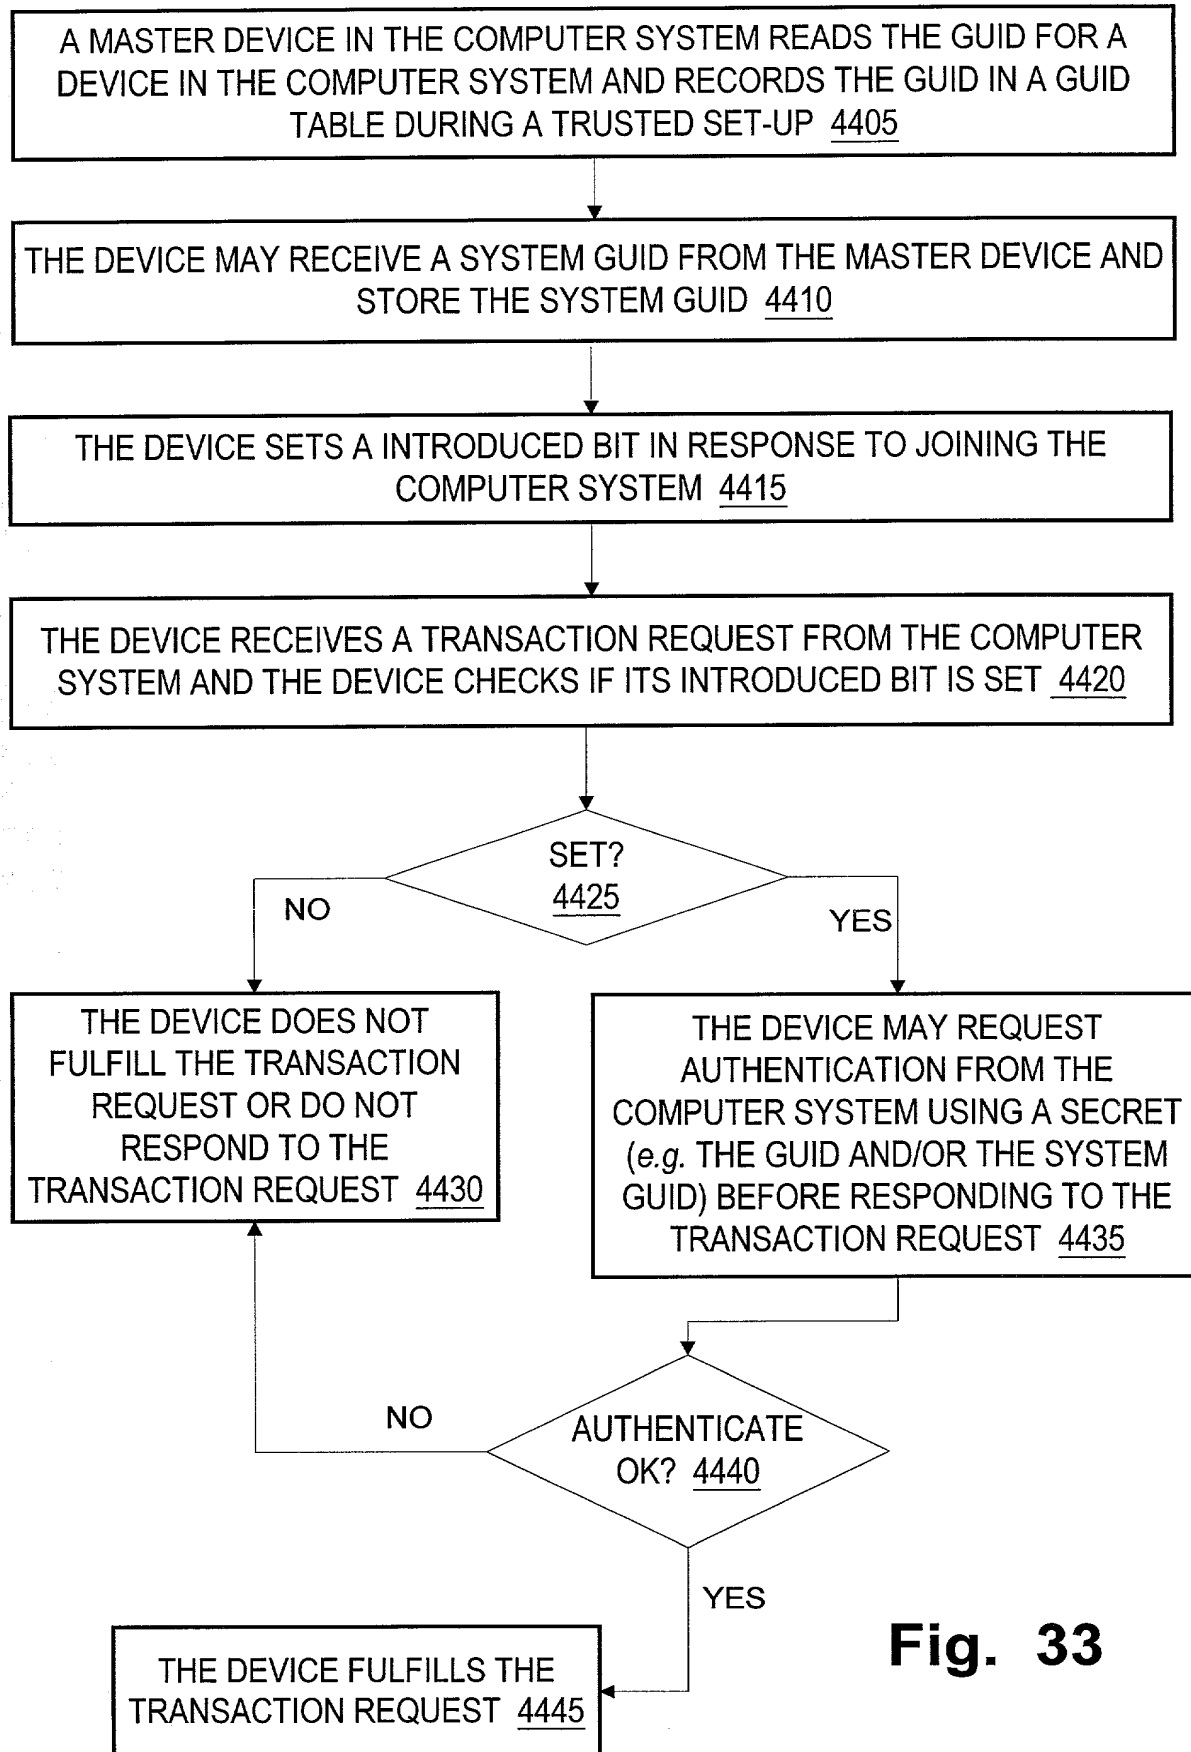 A MASTER DEVICE IN THE COMPUTER SYSTEM READS THE GUID FOR A
DEVICE IN THE COMPUTER SYSTEM AND RECORDS THE GUID IN A GUID
TABLE DURING A TRUSTED SET-UP 4405
THE DEVICE MAY RECEIVE A SYSTEM GUID FROM THE MASTER DEVICE AND
STORE THE SYSTEM GUID 4410
THE DEVICE SETS A INTRODUCED BIT IN RESPONSE TO JOINING THE
COMPUTER SYSTEM 4415
THE DEVICE RECEIVES A TRANSACTION REQUEST FROM THE COMPUTER
SYSTEM AND THE DEVICE CHECKS IF ITS INTRODUCED BIT IS SET 4420
SET?
4425
NO
YES
THE DEVICE DOES NOT
FULFILL THE TRANSACTION
REQUEST OR DO NOT
RESPOND TO THE
TRANSACTION REQUEST 4430
THE DEVICE MAY REQUEST
AUTHENTICATION FROM THE
COMPUTER SYSTEM USING A SECRET
(e.g. THE GUID AND/OR THE SYSTEM
GUID) BEFORE RESPONDING TO THE
TRANSACTION REQUEST 4435
NO
AUTHENTICATE
OK? 4440
YES
THE DEVICE FULFILLS THE
TRANSACTION REQUEST 4445
Fig. 33